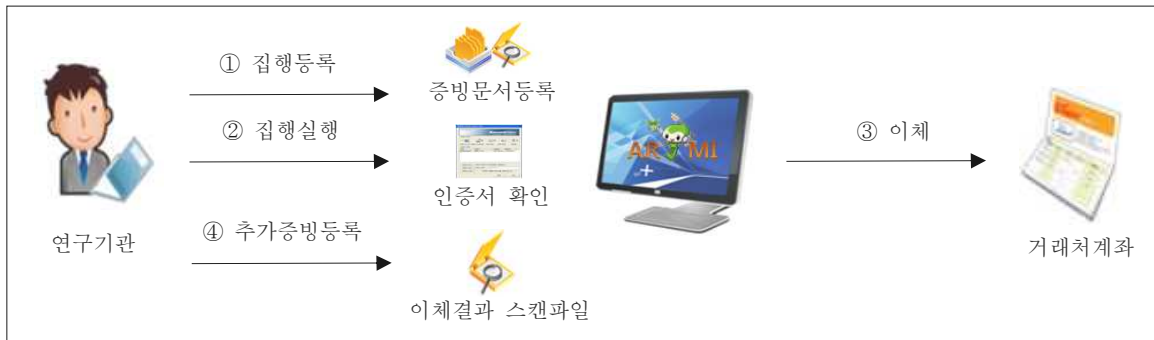 ① 집행등록
증빙문서등록
② 집행실행
인증서 확인
③ 이체
연구기관
④ 추가증빙등록
이체결과 스캔파일
거래처계좌